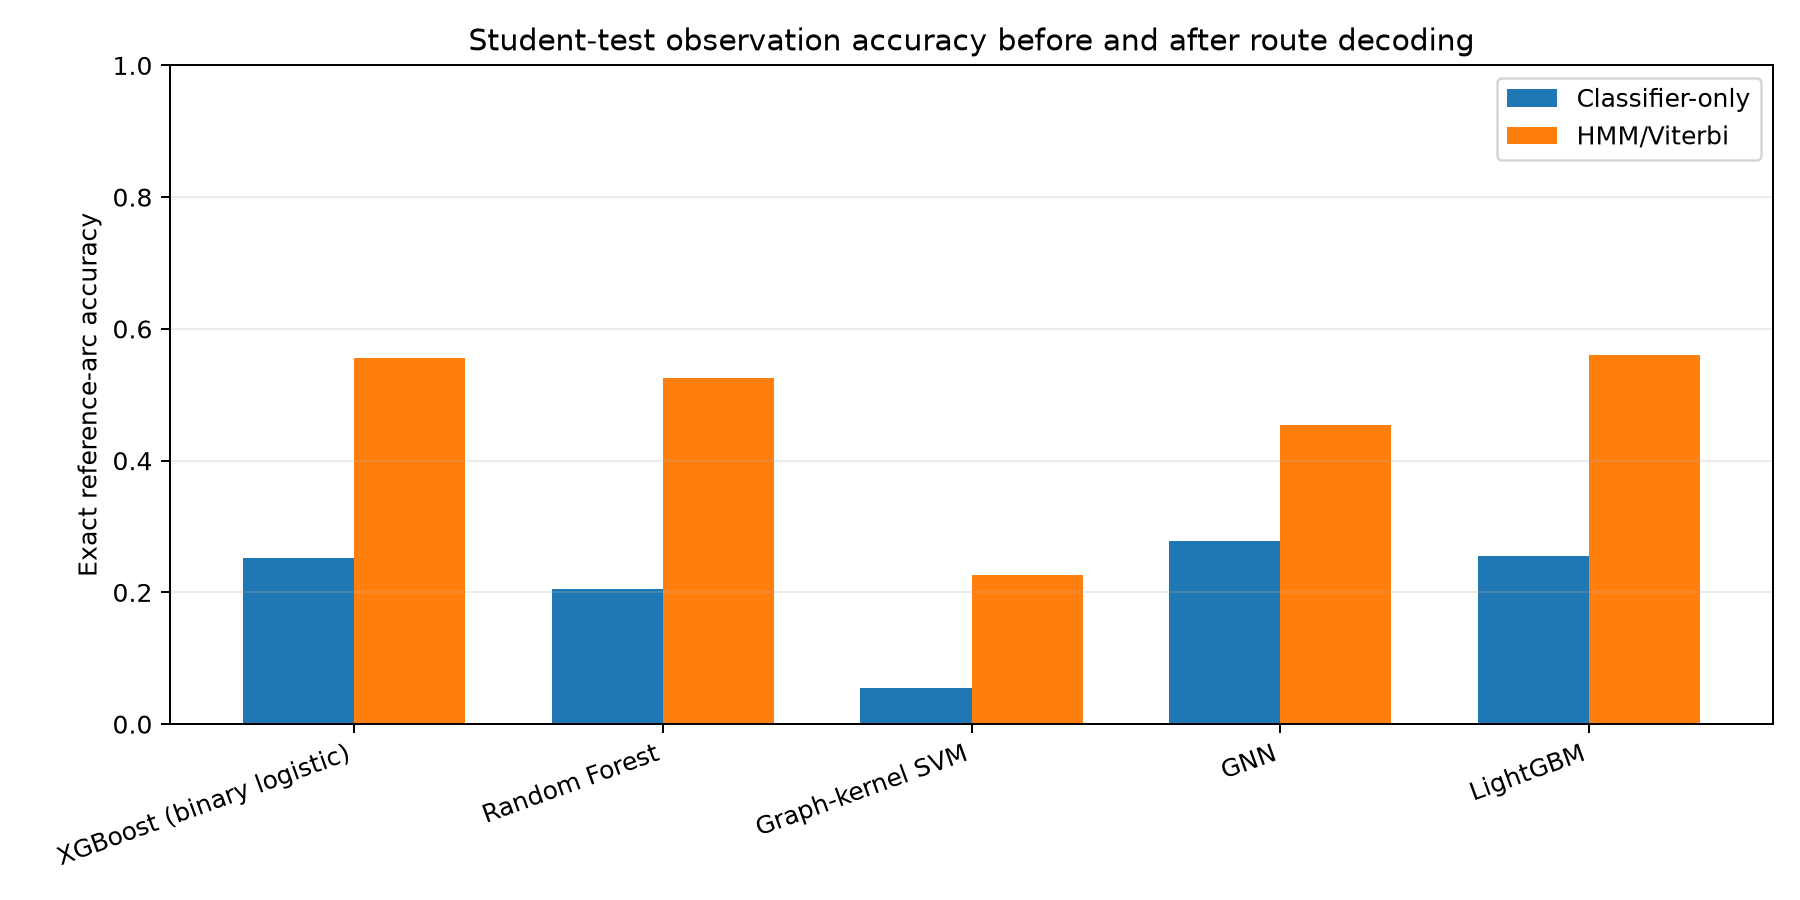 Student-test observation accuracy before and after route decoding
Classifier-only
HMM/Viterbi
Exact reference-arc accuracy
1.0
0.8
0.6
0.4
0.2
0.0
XGBoost (binary logistic)
Random Forest
Graph-kernel SVM
GNN
LightGBM